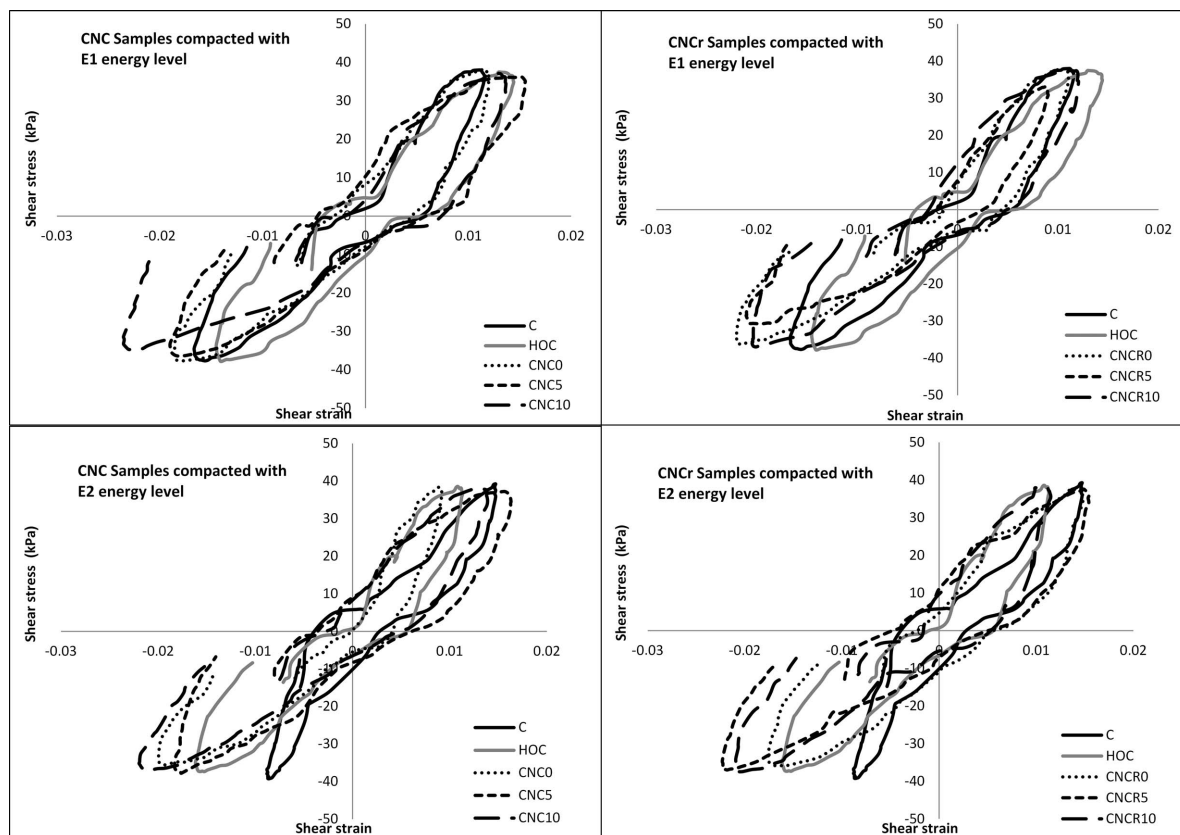 CNC Samples compacted with
E1 energy level
50
40
30
20
10
0
-10
-20
-30
-40
-50
-0.03
-0.02
-0.01
0
0.01
0.02
Shear stress (kPa)
Shear strain
C
HOC
CNC0
CNC5
CNC10
CNCr Samples compacted with
E1 energy level
50
40
30
20
10
0
-10
-20
-30
-40
-50
-0.03
-0.02
-0.01
0
0.01
0.02
Shear stress (kPa)
Shear strain
C
HOC
CNCR0
CNCR5
CNCR10
CNC Samples compacted with
E2 energy level
50
40
30
20
10
0
-10
-20
-30
-40
-50
-0.03
-0.02
-0.01
0
0.01
0.02
Shear stress (kPa)
Shear strain
C
HOC
CNC0
CNC5
CNC10
CNCr Samples compacted with
E2 energy level
50
40
30
20
10
0
-10
-20
-30
-40
-50
-0.03
-0.02
-0.01
0
0.01
0.02
Shear stress (kPa)
Shear strain
C
HOC
CNCR0
CNCR5
CNCR10